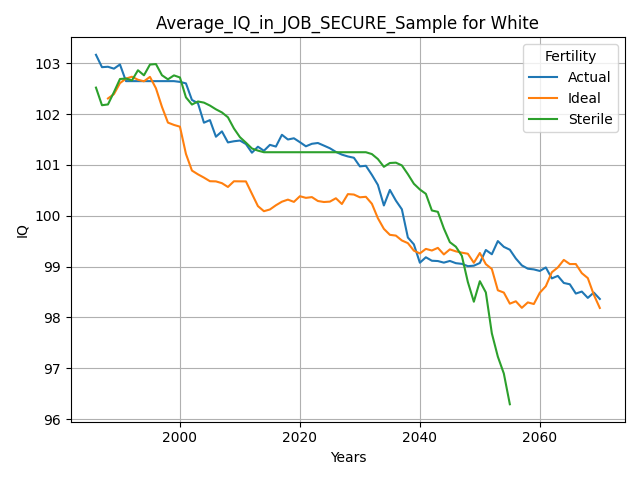 Average_IQ_in_JOB_SECURE_Sample for White
Fertility
Actual
Ideal
Sterile
103
102
101
100
99
98
97
96
IQ
2000
2020
2040
2060
Years